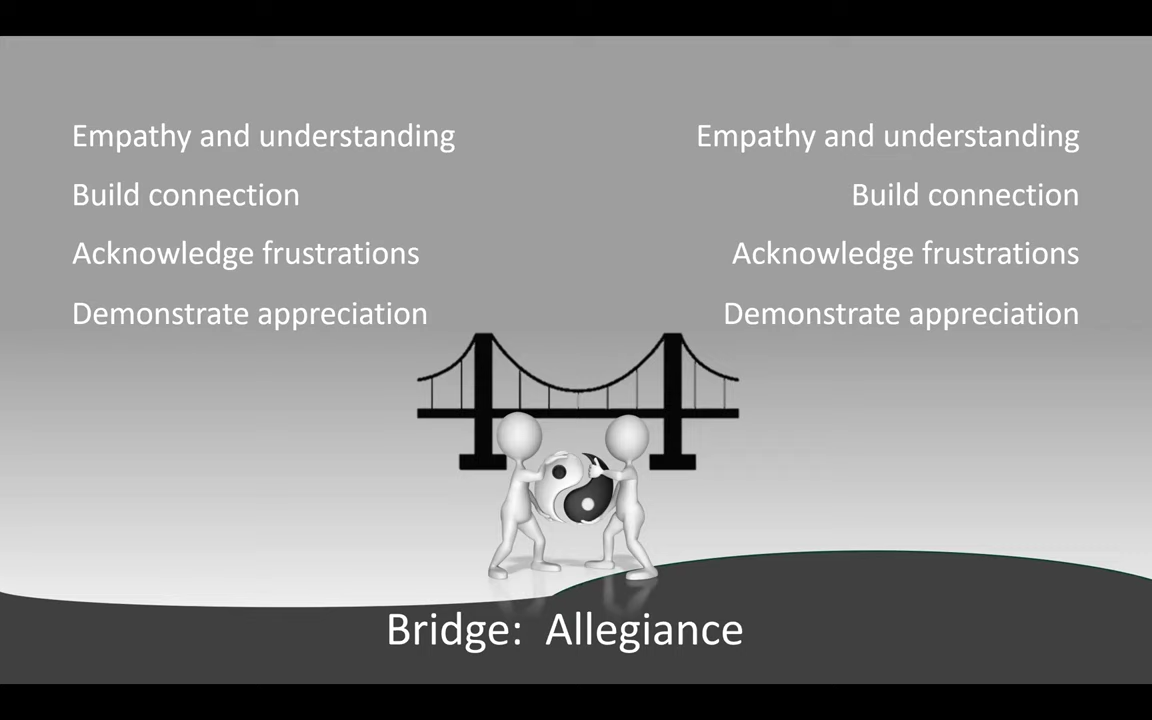 Empathy and understanding
Build connection
Acknowledge frustrations
Demonstrate appreciation
Empathy and understanding
Build connection
Acknowledge frustrations
Demonstrate appreciation
Bridge: Allegiance